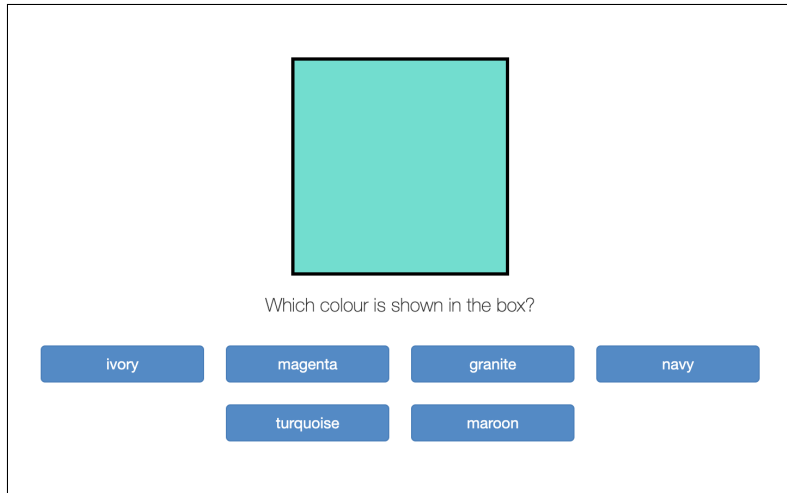 Which colour is shown in the box?
ivory magenta granite navy
turquoise maroon